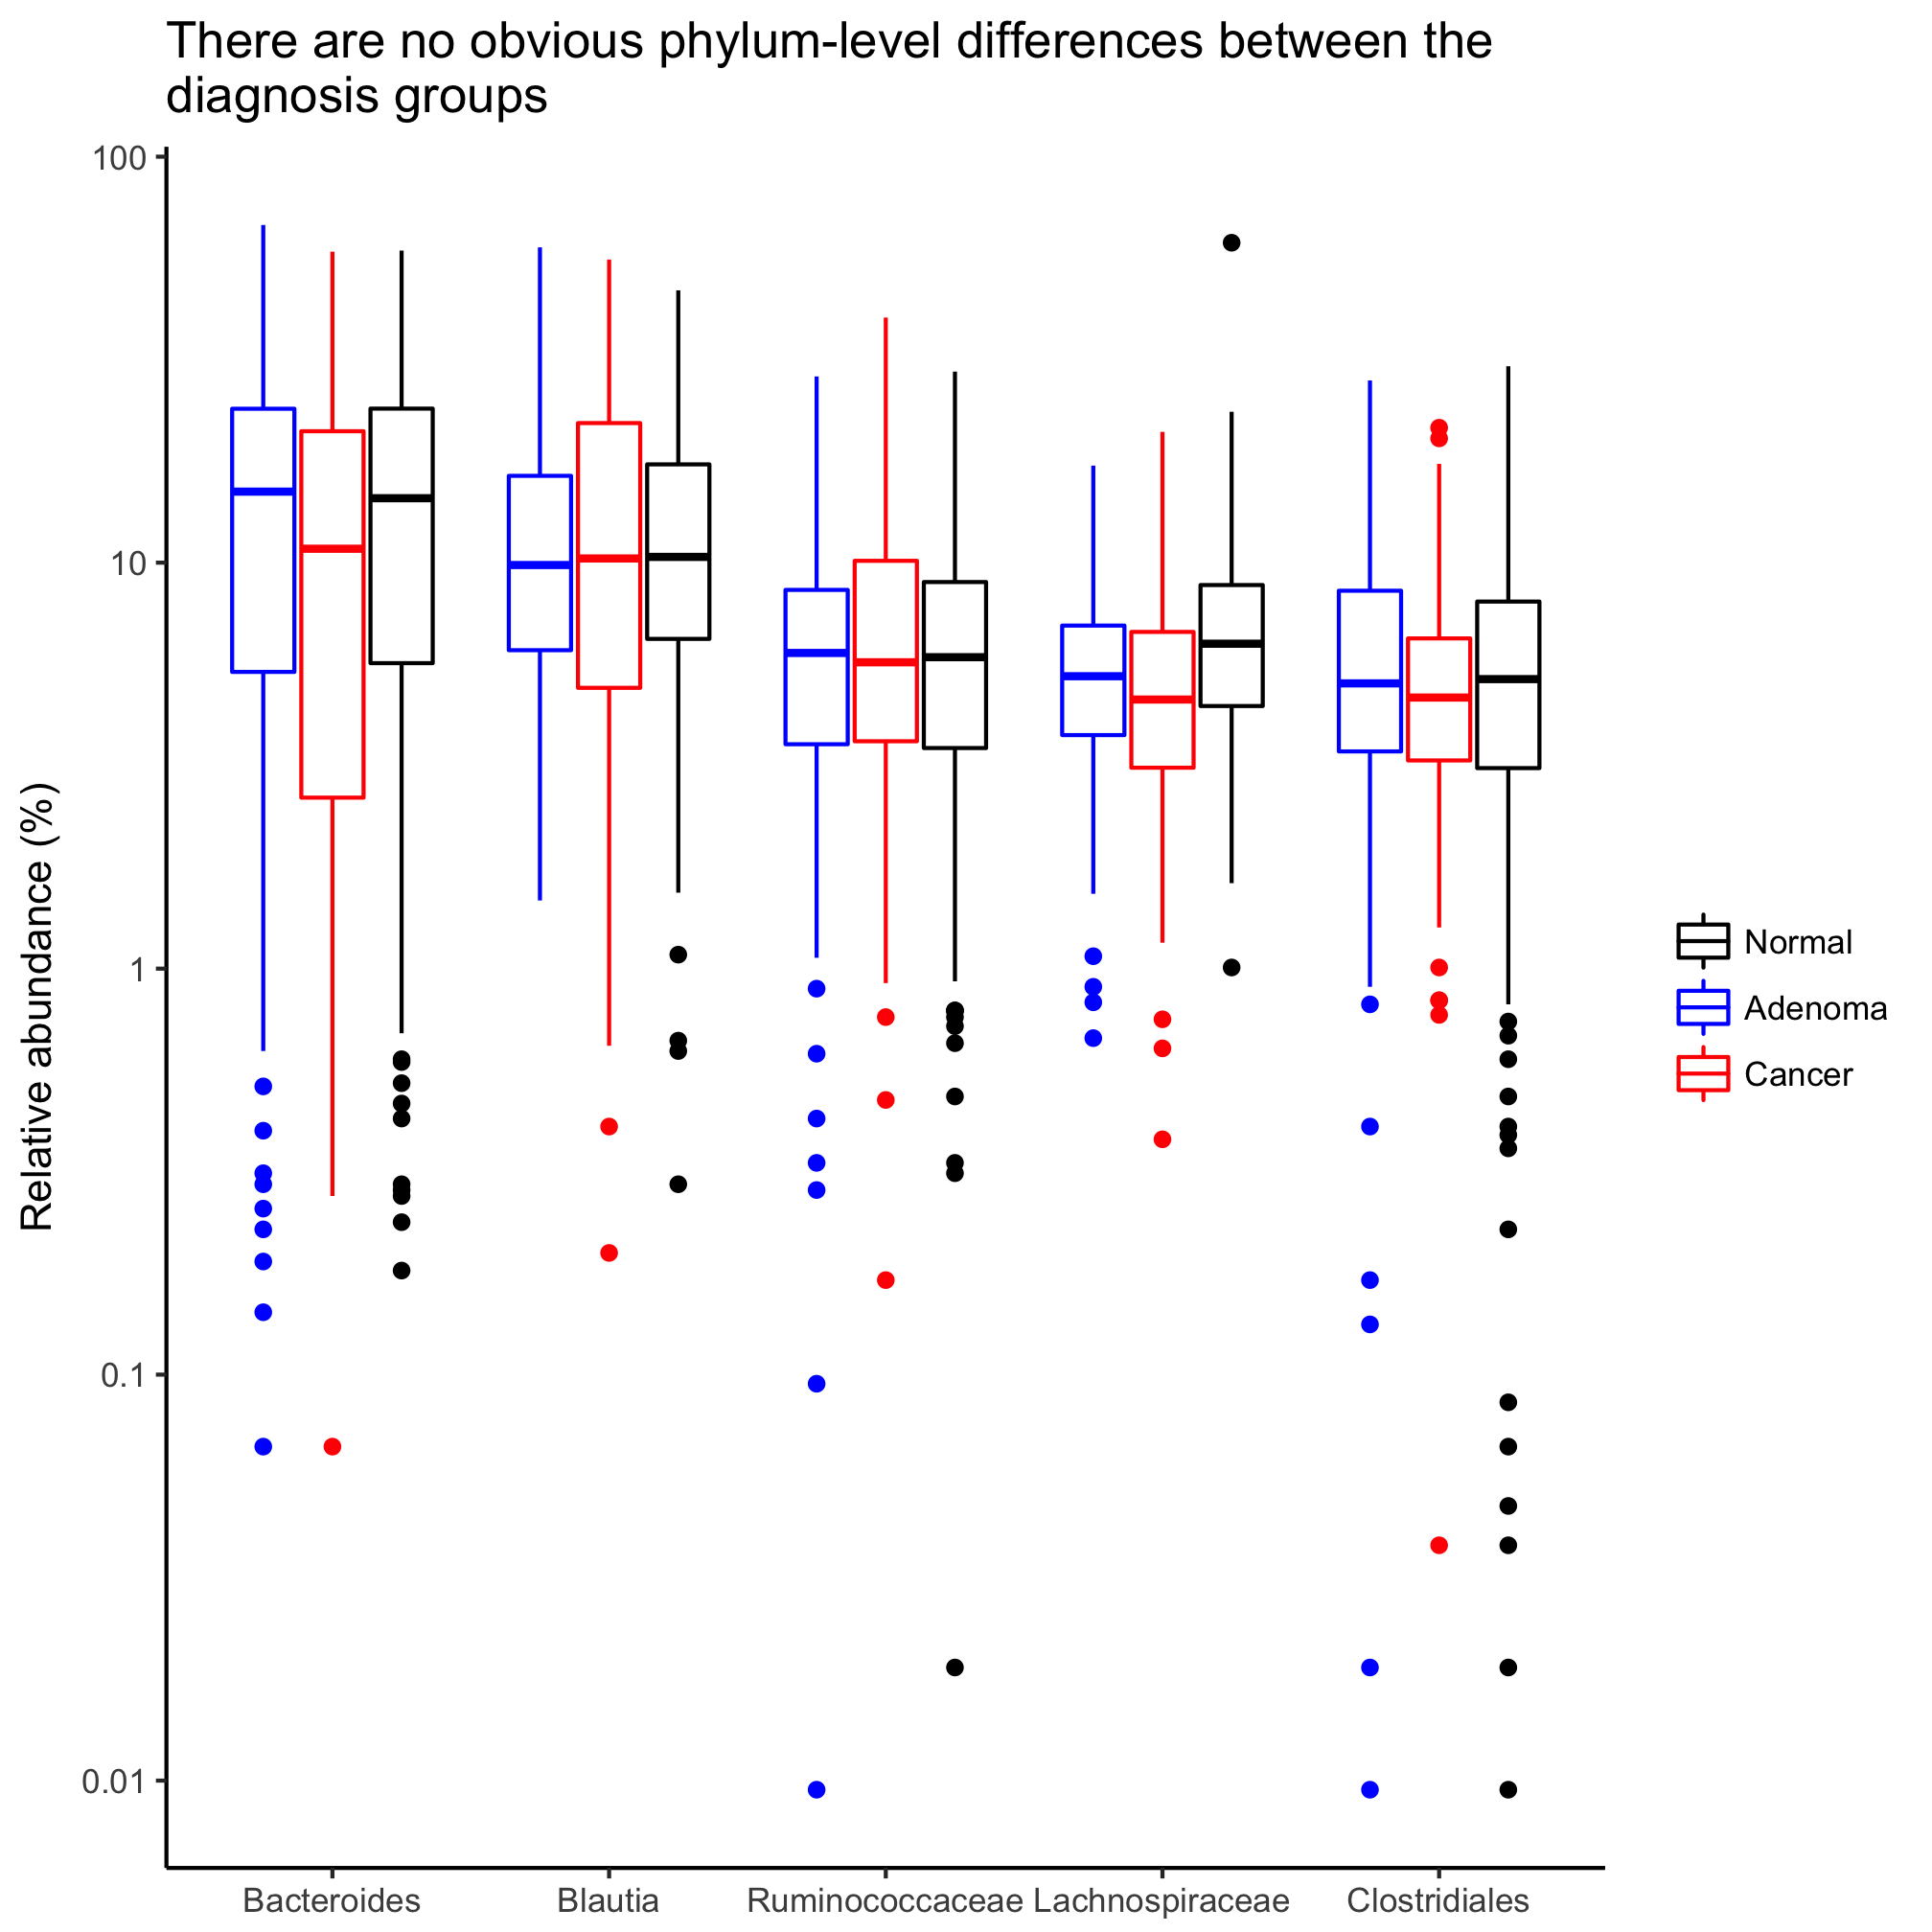 There are no obvious phylum-level differences between the
diagnosis groups
100
10
1
0.1
0.01
Relative abundance (%)
Bacteroides
Blautia
Ruminococcaceae
Lachnospiraceae
Clostridiales
Normal
Adenoma
Cancer